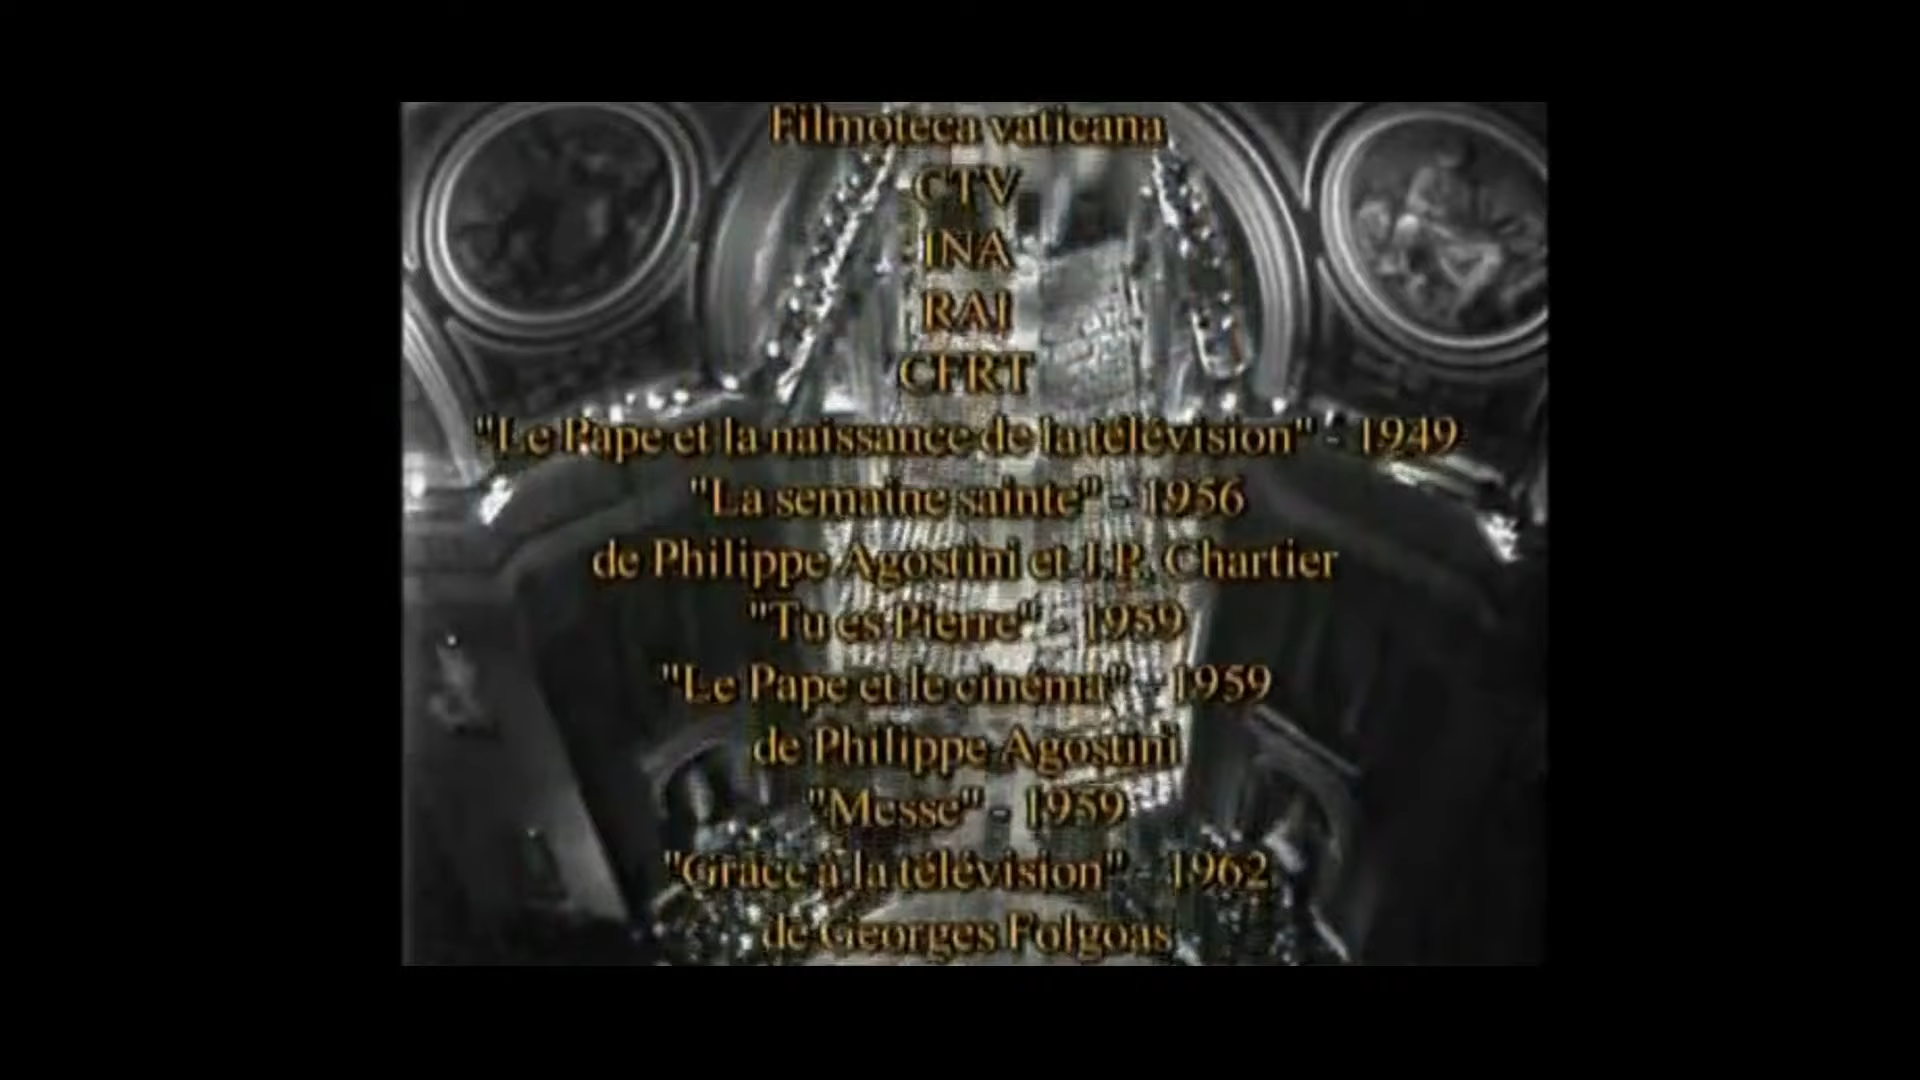 Filmoteca vaticana
CTV
INA
RAI
CFRT
"Le Pape et la naissance de la télévision" - 1949
"La semaine sainte" - 1956
de Philippe Agostini et J.P. Chartier
"Tu es Pierre" - 1959
"Le Pape et le cinéma" - 1959
de Philippe Agostini
"Messe" - 1959
"Grâce à la télévision" - 1962
de Georges Folgoas